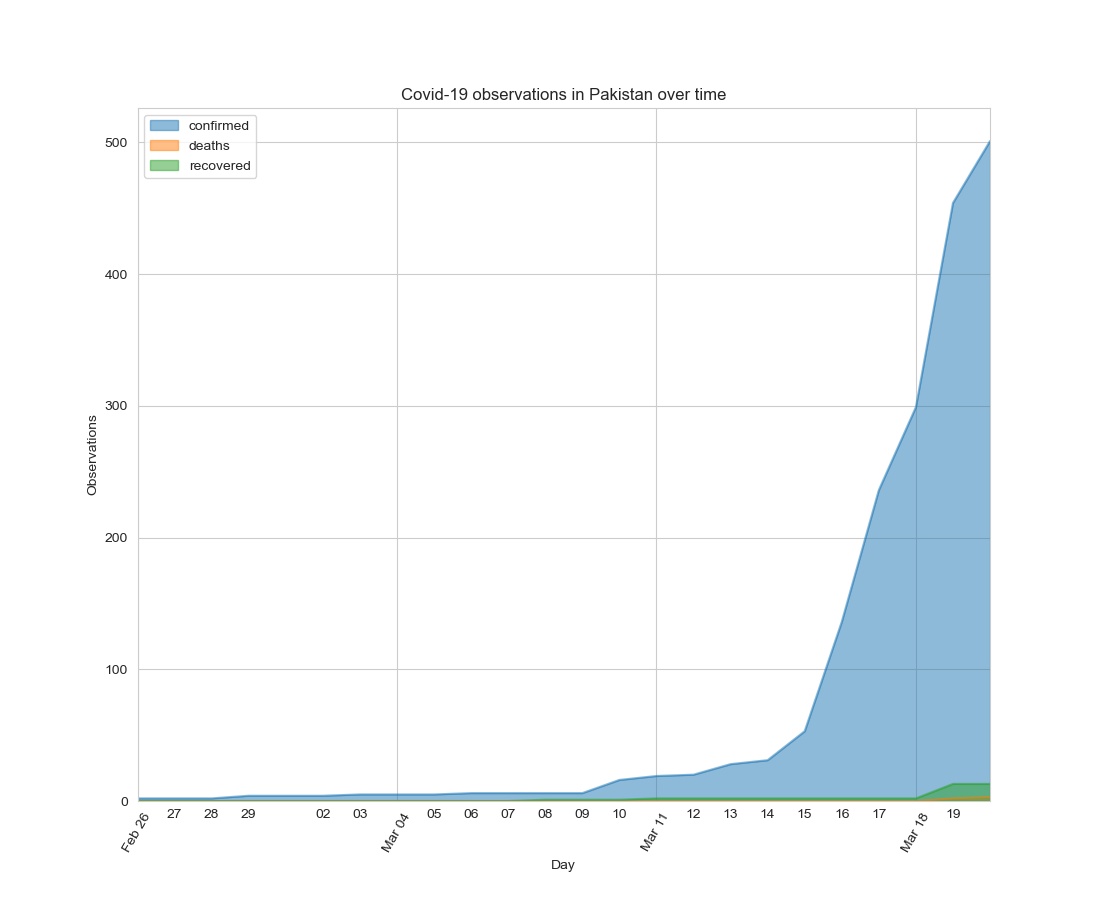 Covid-19 observations in Pakistan over time
confirmed
deaths
recovered
500
400
300
200
100
0
Observations
Feb 26
27
28
29
02
03
Mar 04
05
06
07
08
09
10
Mar 11
12
13
14
15
16
17
Mar 18
19
Day